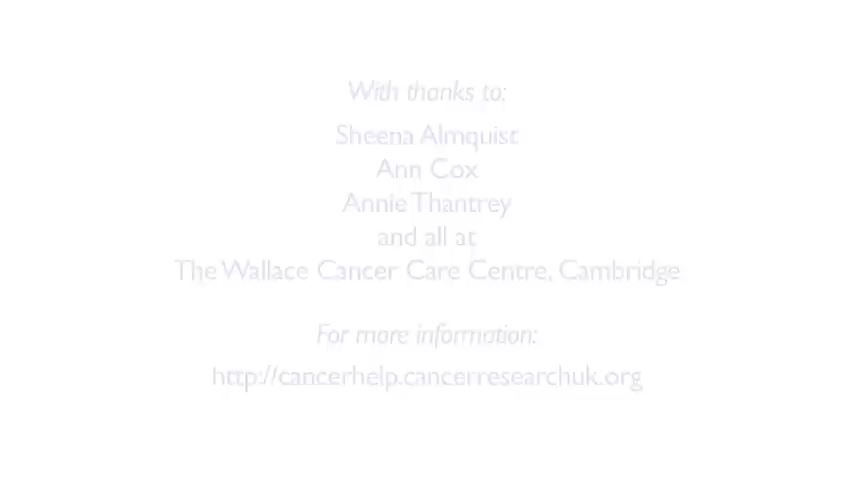 With thanks to:
Sheena Almquist
Ann Cox
Annie Thantrey
and all at
The Wallace Cancer Care Centre, Cambridge
For more information:
http://cancerhelp.cancerresearchuk.org